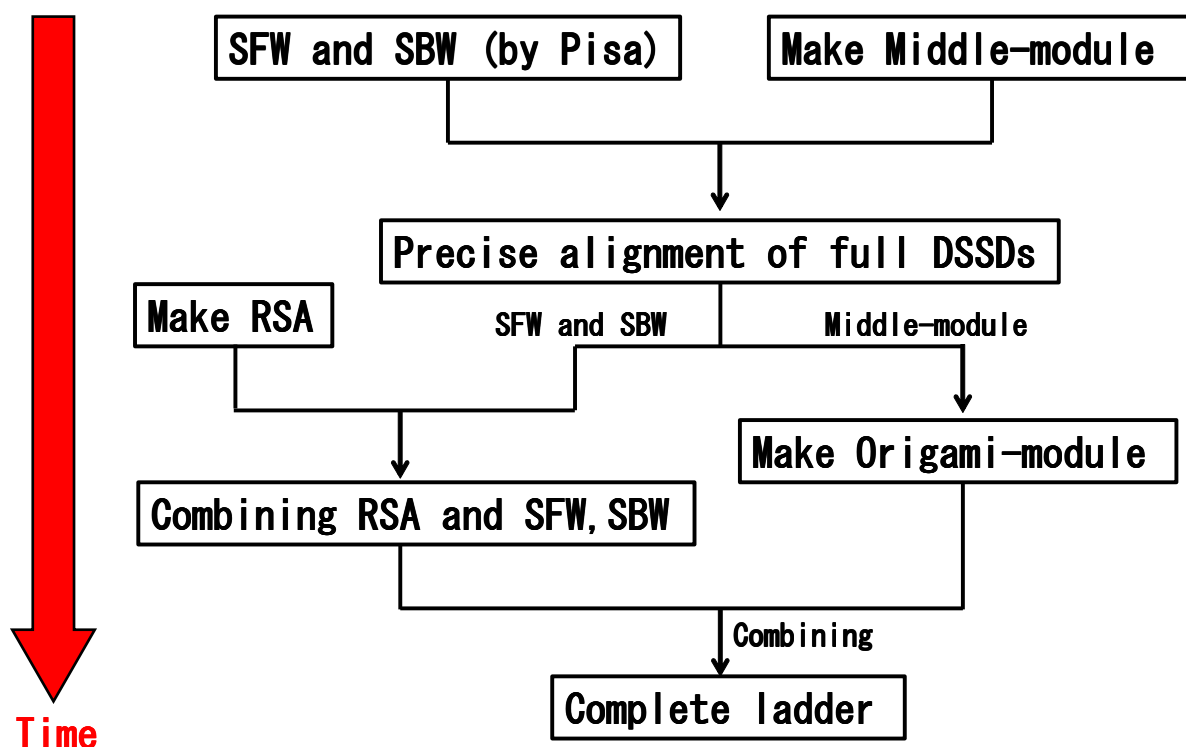 SFW and SBW (by Pisa)
Make Middle-module
Precise alignment of full DSSDs
Make RSA
SFW and SBW
Middle-module
Make Origami-module
Combining RSA and SFW,SBW
Combining
Complete ladder
Time